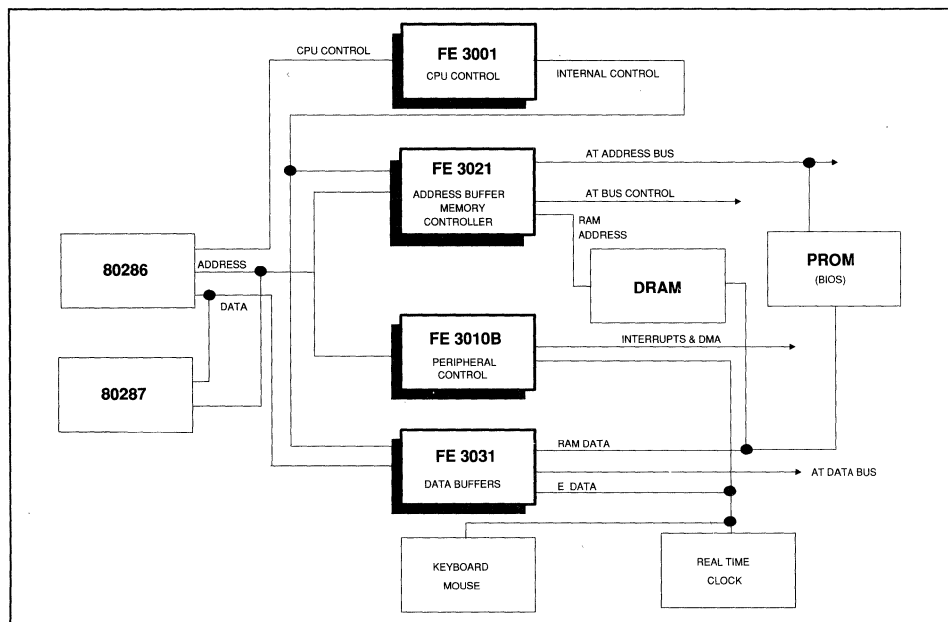 CPU CONTROL
FE 3001
CPU CONTROL
INTERNAL CONTROL
FE 3021
ADDRESS BUFFER
MEMORY
CONTROLLER
AT ADDRESS BUS
AT BUS CONTROL
RAM
ADDRESS
80286
ADDRESS
DATA
DRAM
PROM
(BIOS)
80287
FE 3010B
PERIPHERAL
CONTROL
INTERRUPTS & DMA
FE 3031
DATA BUFFERS
RAM DATA
AT DATA BUS
E DATA
KEYBOARD
MOUSE
REAL TIME
CLOCK